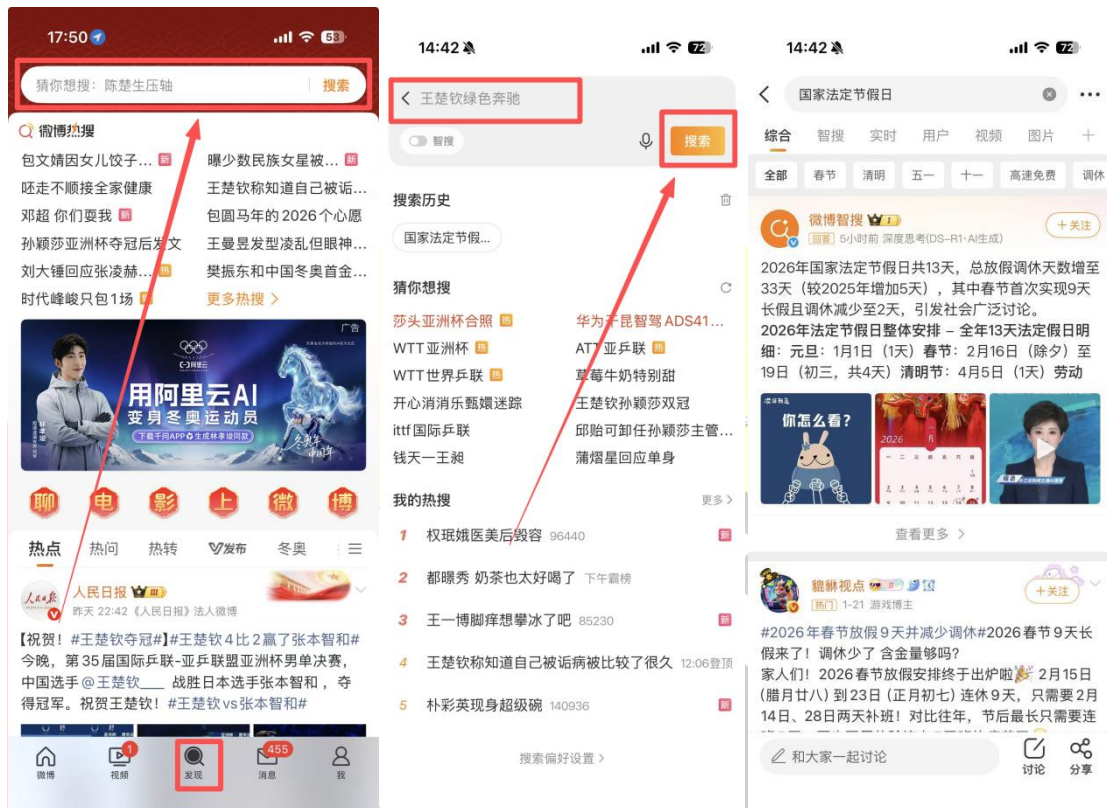 17:50
53
猜你想搜：陈楚生压轴
搜索
微博热搜
包文婧因女儿饺子... 新
曝少数民族女星被... 新
呸走不顺接全家健康
王楚钦称知道自己被诟...
邓超 你们耍我 新
包圆马年的2026个心愿
孙颖莎亚洲杯夺冠后发文
王曼昱发型凌乱但眼神...
刘大锤回应张凌赫...
樊振东和中国冬奥首金...
时代峰峻只包1场
更多热搜 >
广告
用阿里云AI
变身冬奥运动员
下载千问APP 生成林孝埈同款
聊 电 影 上 微 博
热点 热问 热转 V发布 冬奥
人民日报
昨天 22:42 《人民日报》法人微博
【祝贺！#王楚钦夺冠#】#王楚钦4比2赢了张本智和#
今晚，第35届国际乒联-亚乒联盟亚洲杯男单决赛，
中国选手@王楚钦___ 战胜日本选手张本智和，夺
得冠军。祝贺王楚钦！#王楚钦vs张本智和#
1
455
微博 视频 发现 消息 我
14:42
72
王楚钦绿色奔驰
智搜
搜索
搜索历史
国家法定节假...
猜你想搜
莎头亚洲杯合照 热
华为干昆智驾ADS41...
WTT亚洲杯 热
ATT亚乒联 热
WTT世界乒联 热
草莓牛奶特别甜
开心消消乐甄嬛迷踪
王楚钦孙颖莎双冠
ittf国际乒联
邱贻可卸任孙颖莎主管...
钱天一王昶
蒲熠星回应单身
我的热搜
更多 >
1 权珉娥医美后毁容 96440 新
2 都暻秀 奶茶也太好喝了 下午霸榜
3 王一博脚痒想攀冰了吧 85230 新
4 王楚钦称知道自己被诟病被比较了很久 12:06登顶
5 朴彩英现身超级碗 140936 新
搜索偏好设置 >
14:42
72
国家法定节假日
综合 智搜 实时 用户 视频 图片
全部 春节 清明 五一 十一 高速免费 调休
微博智搜
+关注
回答 5小时前 深度思考(DS-R1·AI生成)
2026年国家法定节假日共13天，总放假调休天数增至
33天（较2025年增加5天），其中春节首次实现9天
长假且调休减少至2天，引发社会广泛讨论。
2026年法定节假日整体安排 – 全年13天法定假日明
细：元旦：1月1日（1天）春节：2月16日（除夕）至
19日（初三，共4天）清明节：4月5日（1天）劳动
你怎么看？
2026
一月
查看更多 >
貔貅视点
+关注
热门 1-21 游戏博主
#2026年春节放假9天并减少调休#2026春节9天长
假来了！调休少了 含金量够吗？
家人们！2026春节放假安排终于出炉啦 2月15日
(腊月廿八) 到23日 (正月初七) 连休9天，只需要2月
14日、28日两天补班！对比往年，节后最长只需要连
和大家一起讨论
讨论 分享